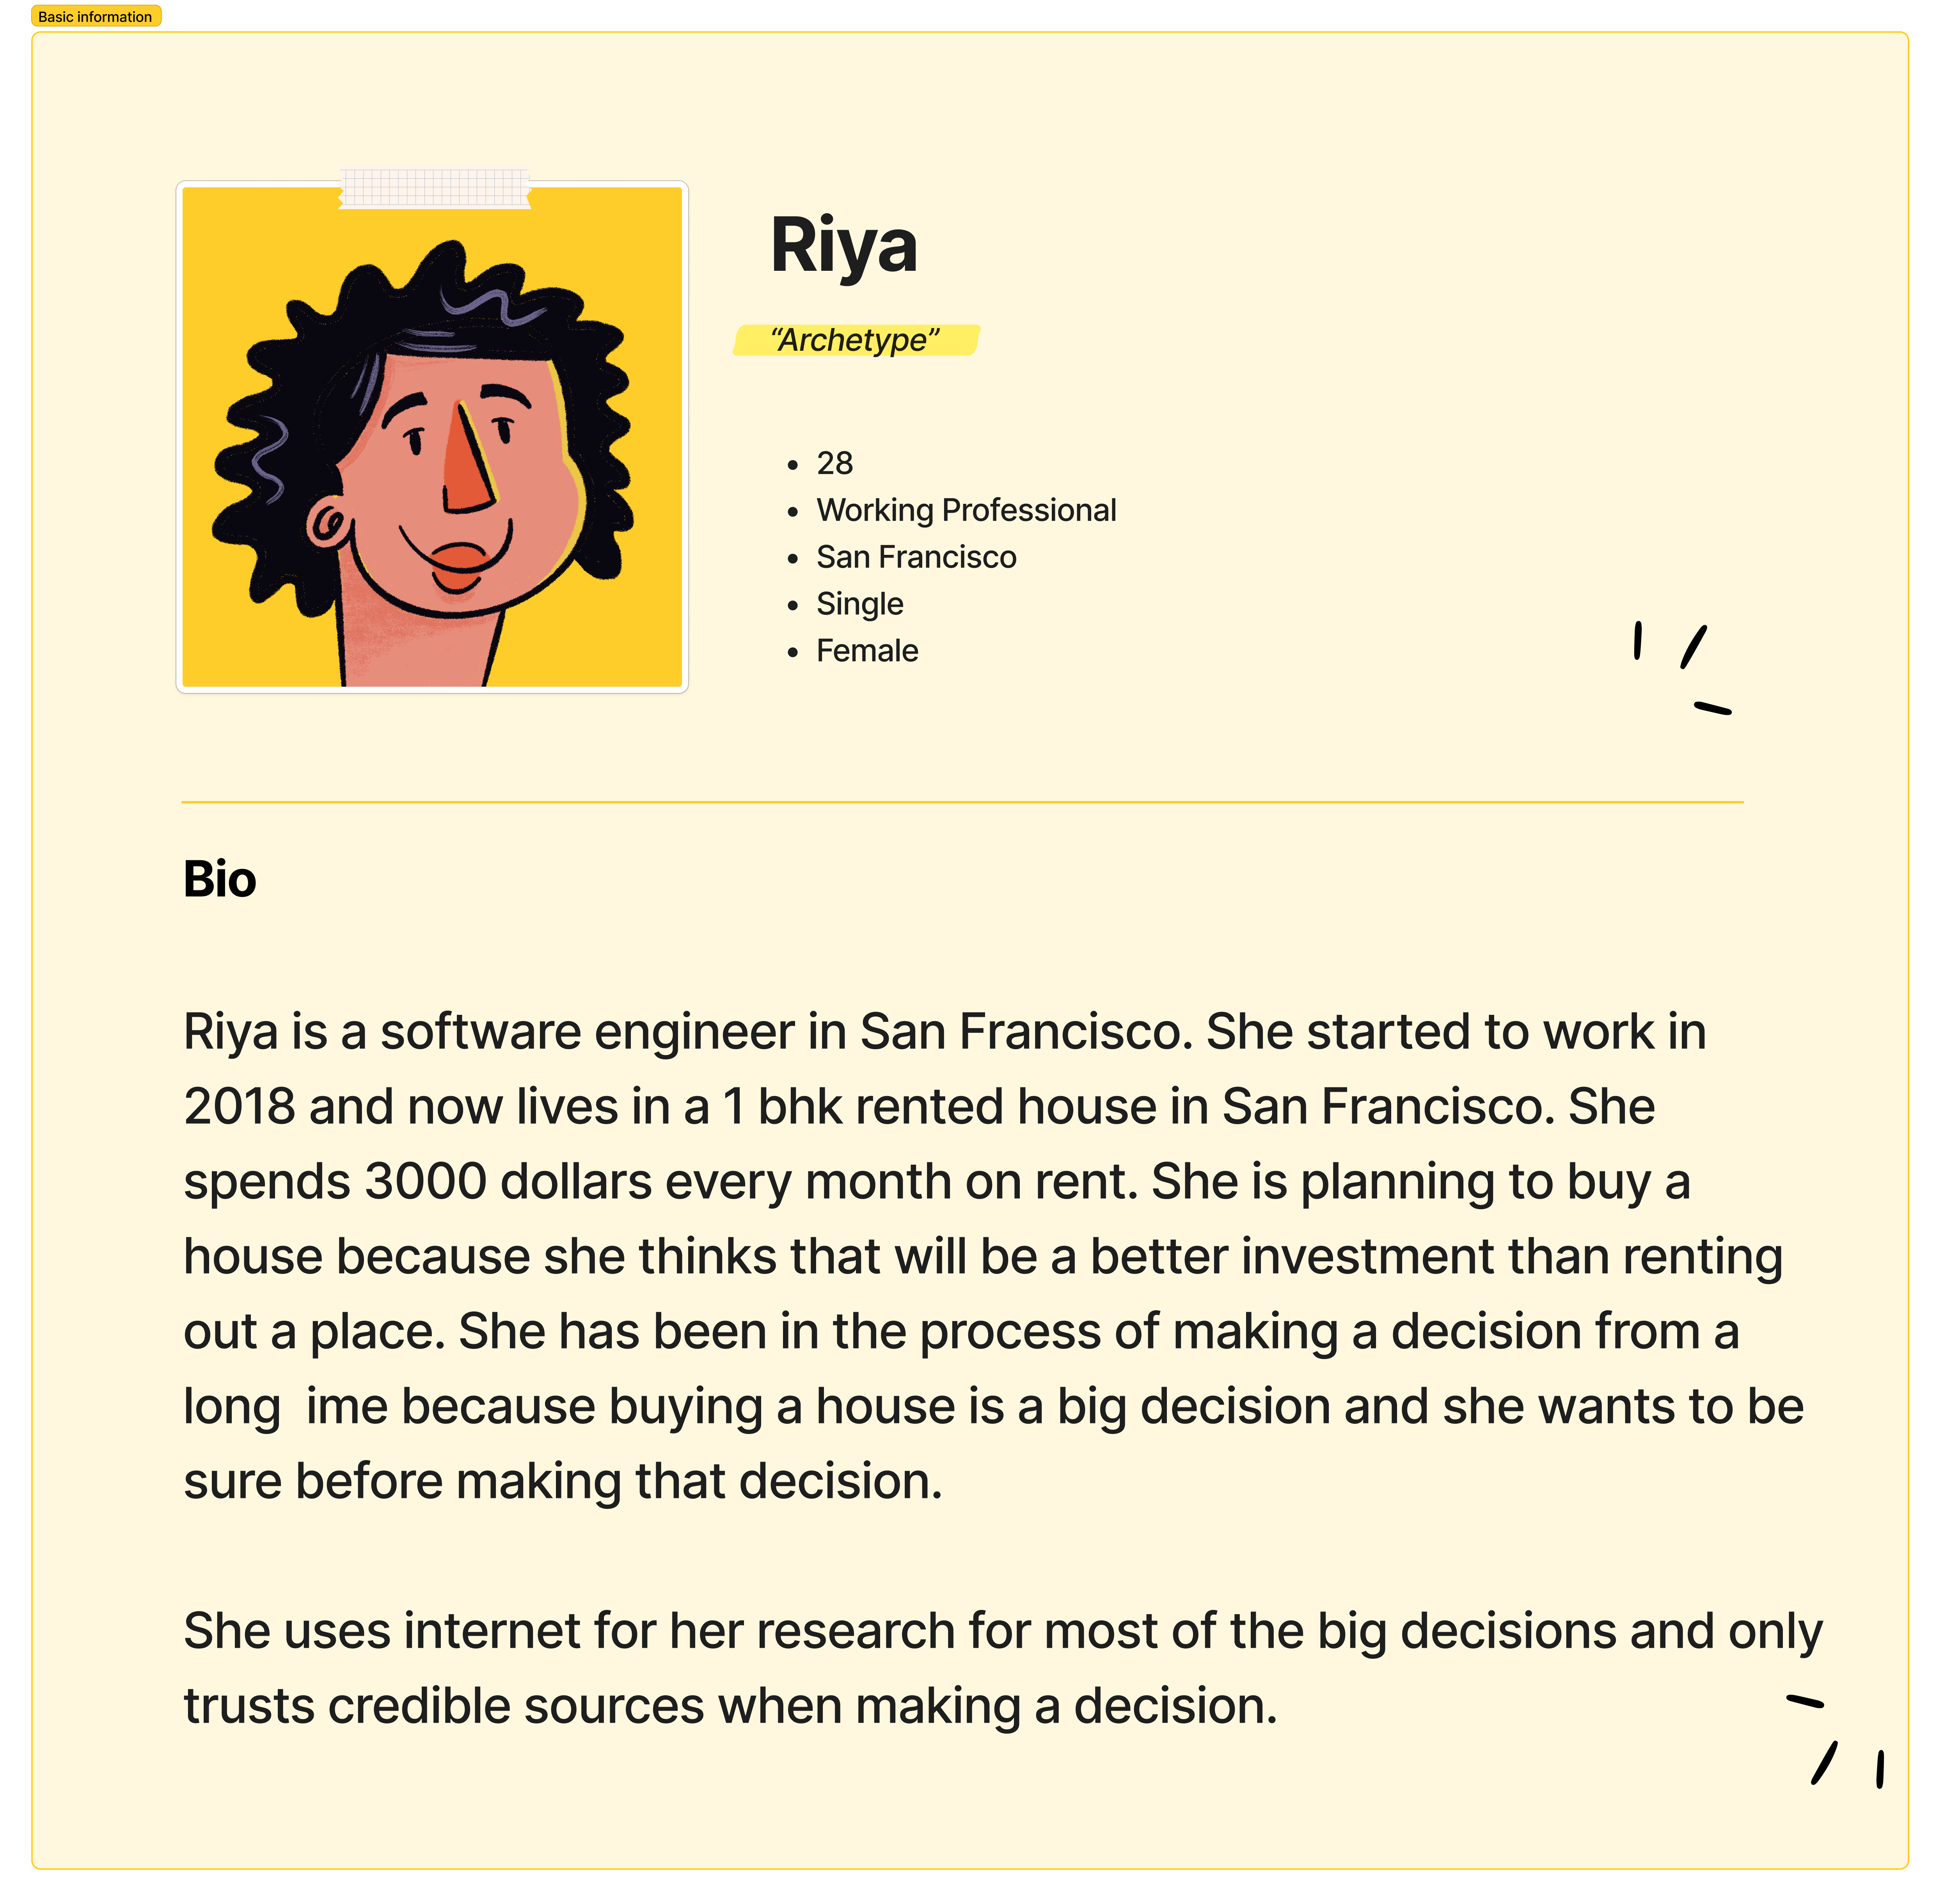 Basic information
Riya
“Archetype”
• 28
• Working Professional
• San Francisco
• Single
• Female
Bio
Riya is a software engineer in San Francisco. She started to work in
2018 and now lives in a 1 bhk rented house in San Francisco. She
spends 3000 dollars every month on rent. She is planning to buy a
house because she thinks that will be a better investment than renting
out a place. She has been in the process of making a decision from a
long  ime because buying a house is a big decision and she wants to be
sure before making that decision.
She uses internet for her research for most of the big decisions and only
trusts credible sources when making a decision.